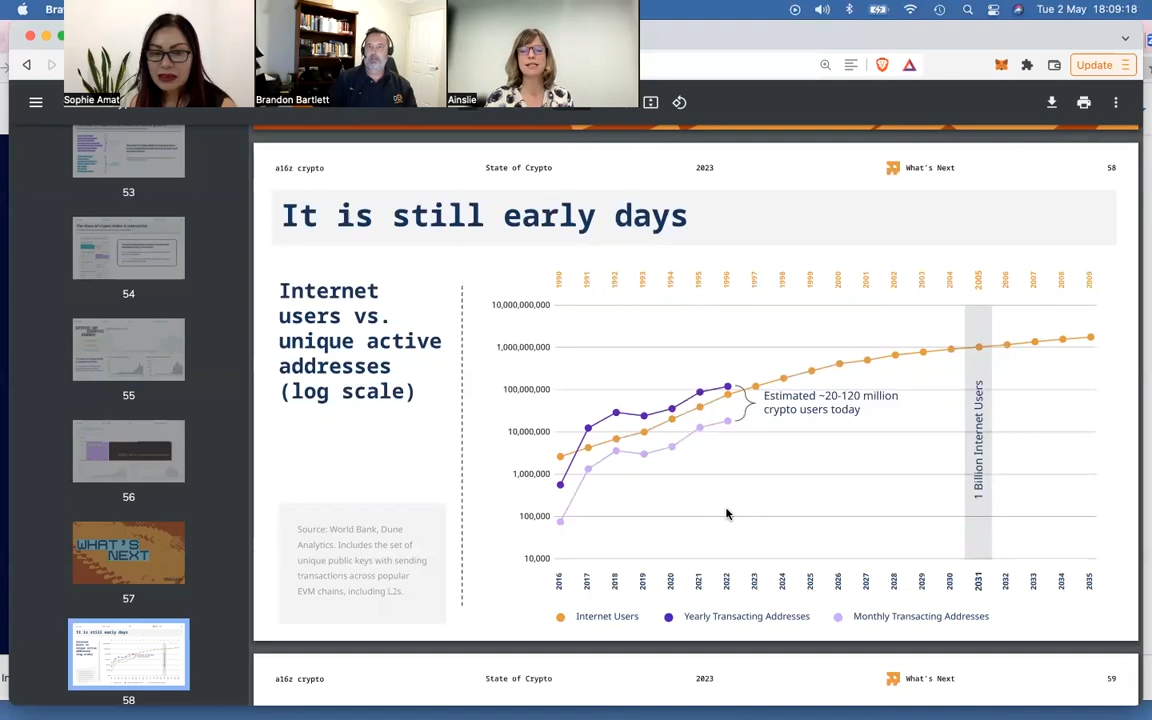 Bra
Tue 2 May 18:09:18
Update
Sophie Amat
Brandon Bartlett
Ainslie
53
54
55
56
WHAT'S
NEXT
57
It is still early days
58
a16z crypto State of Crypto 2023 What's Next 58
It is still early days
Internet
users vs.
unique active
addresses
(log scale)
Source: World Bank, Dune
Analytics. Includes the set of
unique public keys with sending
transactions across popular
EVM chains, including L2s.
1990 1991 1992 1993 1994 1995 1996 1997 1998 1999 2000 2001 2002 2003 2004 2005 2006 2007 2008 2009
10,000,000,000
1,000,000,000
100,000,000
10,000,000
1,000,000
100,000
10,000
Estimated ~20-120 million
crypto users today
1 Billion Internet Users
2016 2017 2018 2019 2020 2021 2022 2023 2024 2025 2026 2027 2028 2029 2030 2031 2032 2033 2034 2035
Internet Users Yearly Transacting Addresses Monthly Transacting Addresses
a16z crypto State of Crypto 2023 What's Next 59